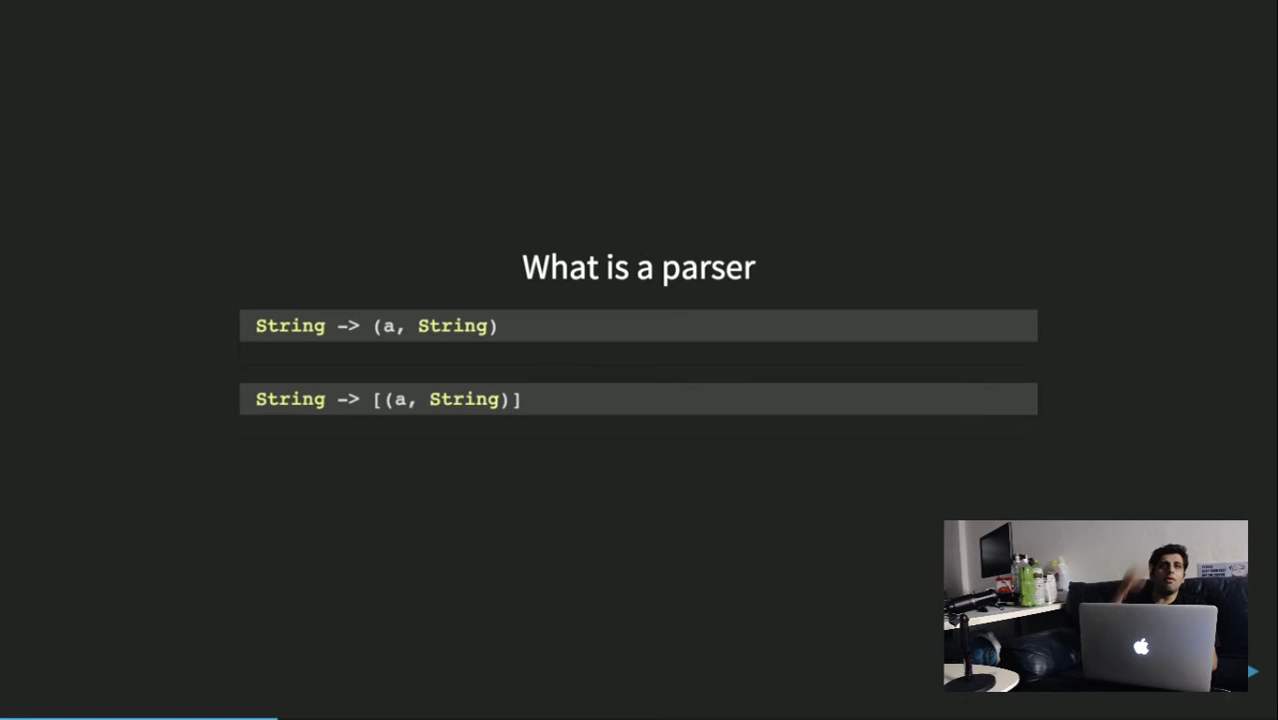 What is a parser
String -> (a, String)
String -> [(a, String)]